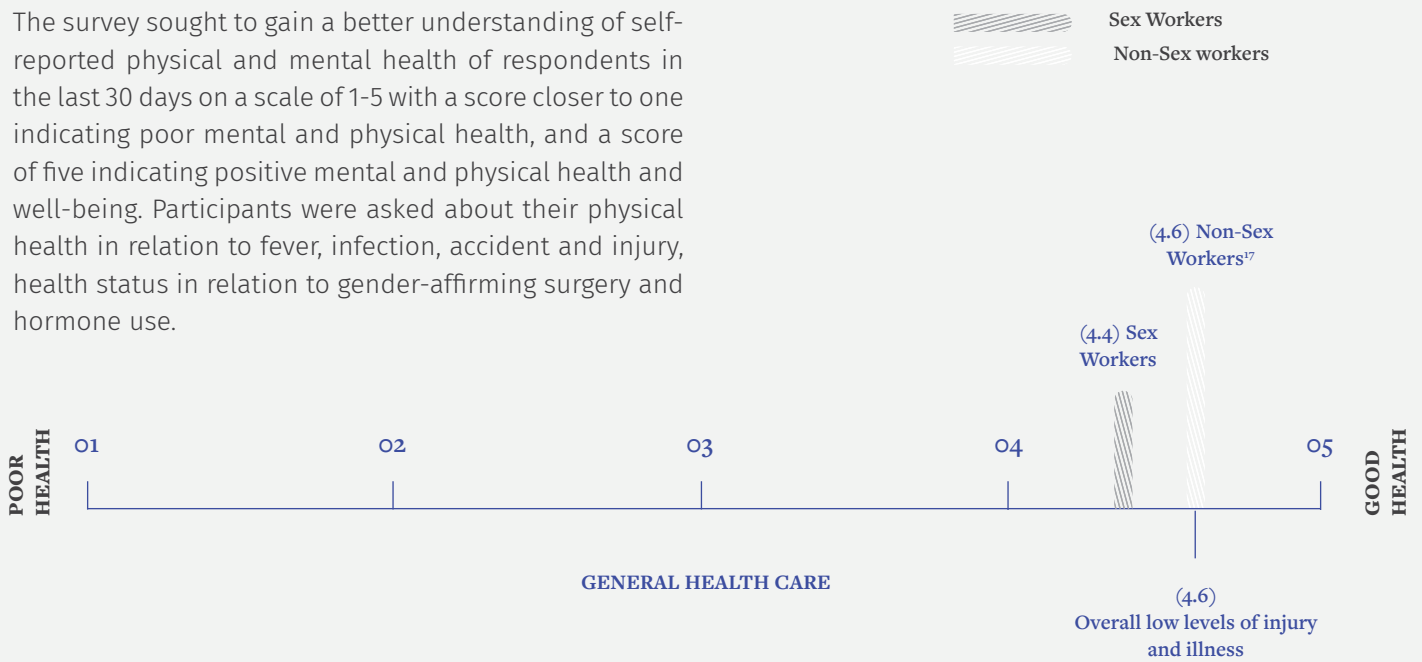 The survey sought to gain a better understanding of self-
reported physical and mental health of respondents in
the last 30 days on a scale of 1-5 with a score closer to one
indicating poor mental and physical health, and a score
of five indicating positive mental and physical health and
well-being. Participants were asked about their physical
health in relation to fever, infection, accident and injury,
health status in relation to gender-affirming surgery and
hormone use.
Sex Workers
Non-Sex workers
(4.6) Non-Sex
Workers¹⁷
(4.4) Sex
Workers
POOR
HEALTH
01
02
03
04
05
GOOD
HEALTH
GENERAL HEALTH CARE
(4.6)
Overall low levels of injury
and illness